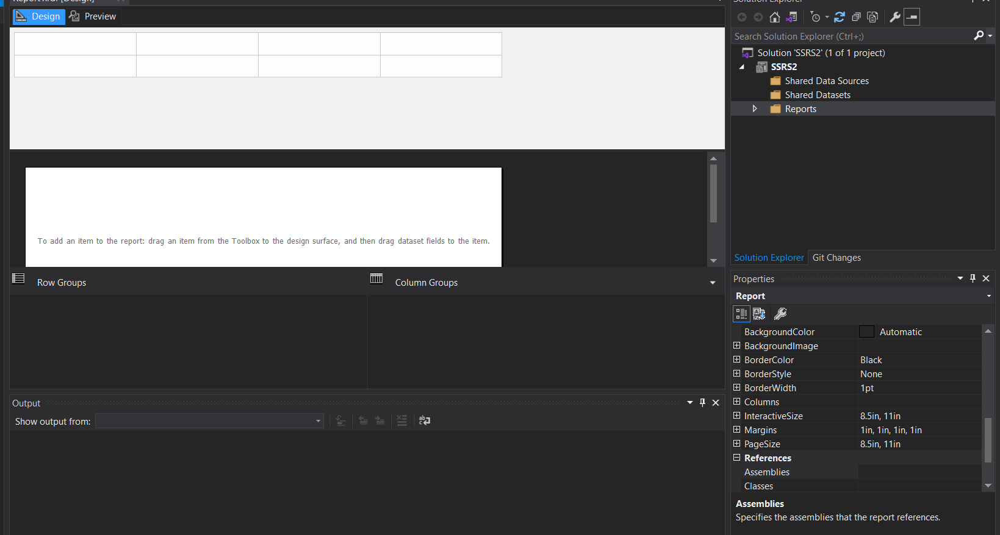 Design
Preview
To add an item to the report: drag an item from the Toolbox to the design surface, and then drag dataset fields to the item.
Row Groups
Column Groups
Output
Show output from:
Solution Explorer
Search Solution Explorer (Ctrl+;)
Solution 'SSRS2' (1 of 1 project)
SSRS2
Shared Data Sources
Shared Datasets
Reports
Solution Explorer
Git Changes
Properties
Report
BackgroundColor Automatic
BackgroundImage
BorderColor Black
BorderStyle None
BorderWidth 1pt
Columns
InteractiveSize 8.5in, 11in
Margins 1in, 1in, 1in, 1in
PageSize 8.5in, 11in
References
Assemblies
Classes
Assemblies
Specifies the assemblies that the report references.